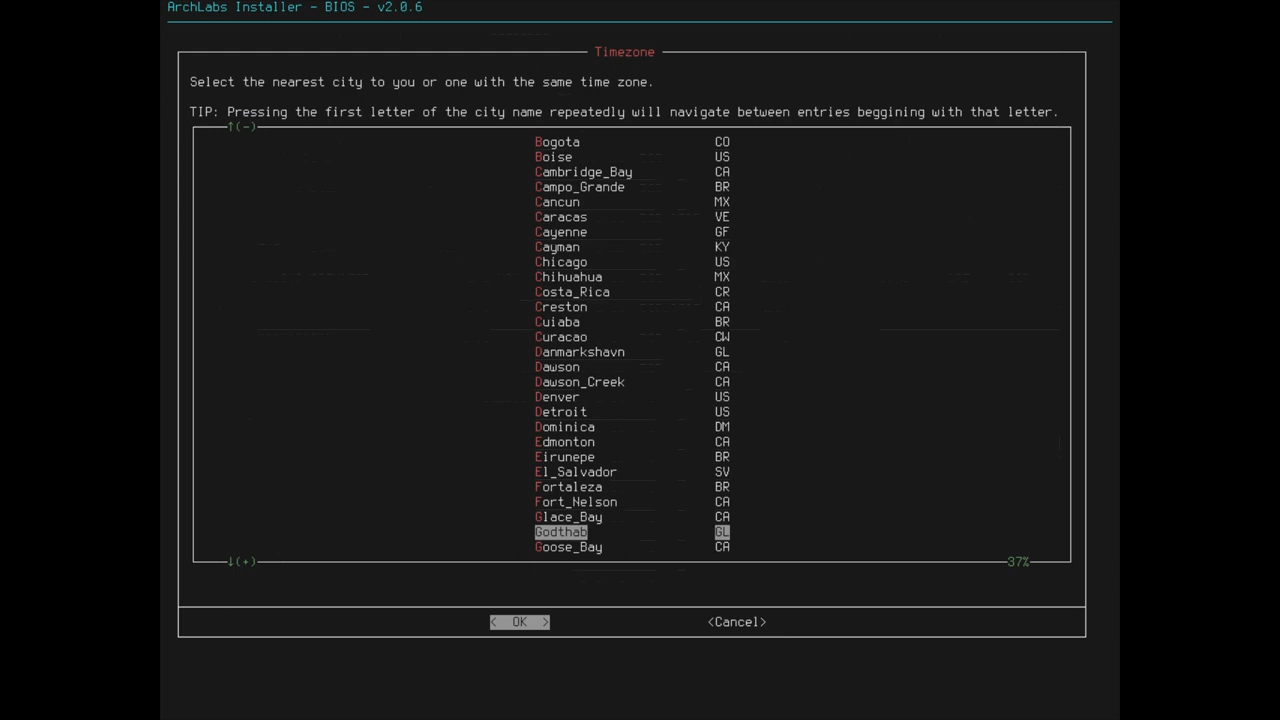 ArchLabs Installer - BIOS - v2.0.6
Timezone
Select the nearest city to you or one with the same time zone.
TIP: Pressing the first letter of the city name repeatedly will navigate between entries beggining with that letter.
↑(-)
Bogota CO
Boise US
Cambridge_Bay CA
Campo_Grande BR
Cancun MX
Caracas VE
Cayenne GF
Cayman KY
Chicago US
Chihuahua MX
Costa_Rica CR
Creston CA
Cuiaba BR
Curacao CW
Danmarkshavn GL
Dawson CA
Dawson_Creek CA
Denver US
Detroit US
Dominica DM
Edmonton CA
Eirunepe BR
El_Salvador SV
Fortaleza BR
Fort_Nelson CA
Glace_Bay CA
Godthab GL
Goose_Bay CA
↓(+) 37%
< OK > <Cancel>